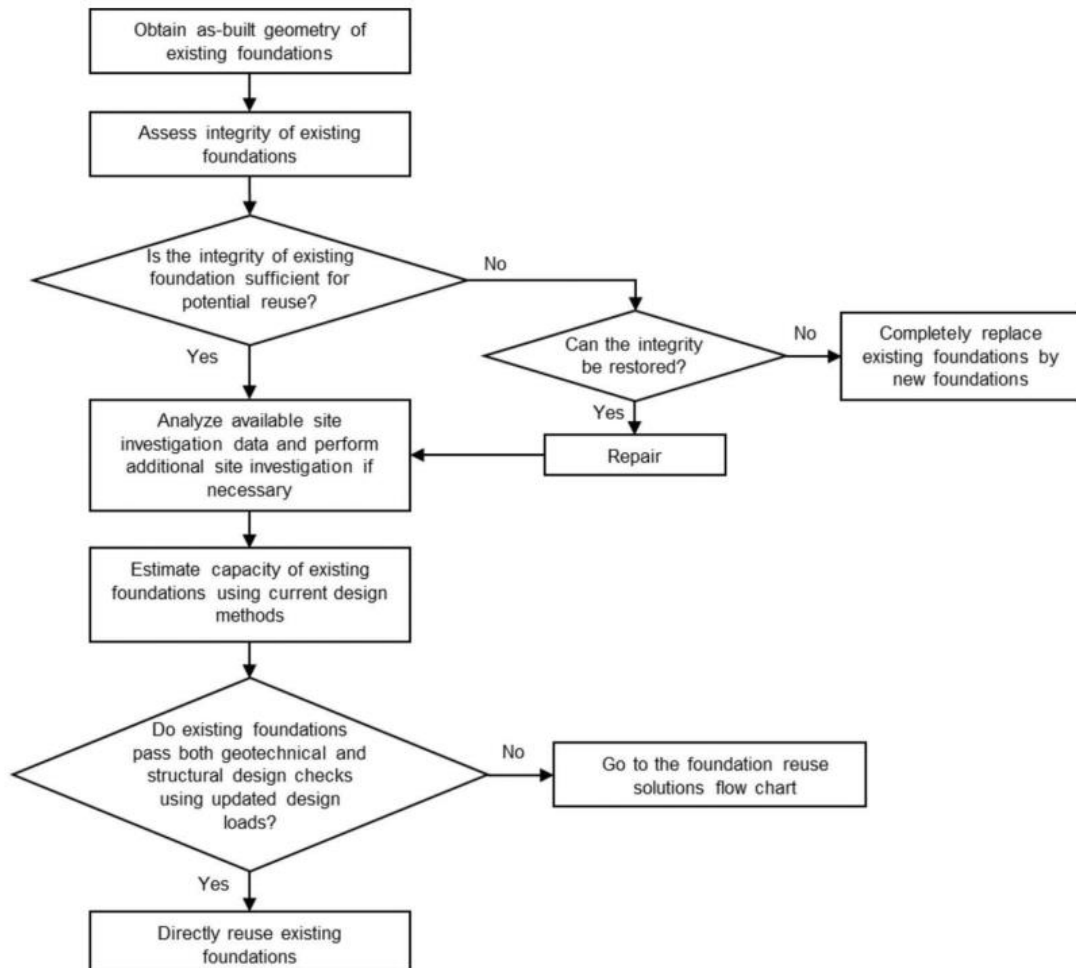 Obtain as-built geometry of
existing foundations
Assess integrity of existing
foundations
Is the integrity of existing
foundation sufficient for
potential reuse?
No
Yes
Can the integrity
be restored?
No
Completely replace
existing foundations by
new foundations
Yes
Repair
Analyze available site
investigation data and perform
additional site investigation if
necessary
Estimate capacity of existing
foundations using current design
methods
Do existing foundations
pass both geotechnical and
structural design checks
using updated design
loads?
No
Go to the foundation reuse
solutions flow chart
Yes
Directly reuse existing
foundations